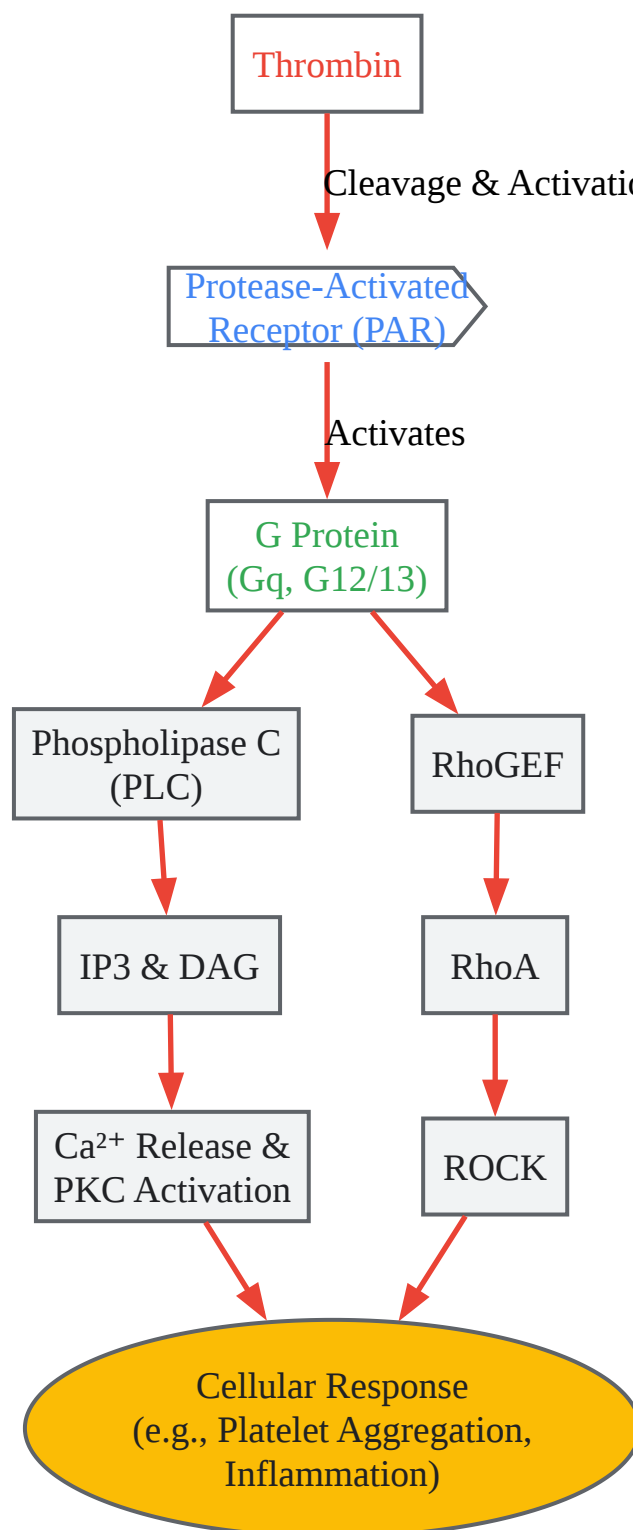 Thrombin
Cleavage & Activatio
Protease-Activated
Receptor (PAR)
Activates
G Protein
(Gq, G12/13)
Phospholipase C
(PLC)
RhoGEF
IP3 & DAG
RhoA
Ca²⁺ Release &
PKC Activation
ROCK
Cellular Response
(e.g., Platelet Aggregation,
Inflammation)